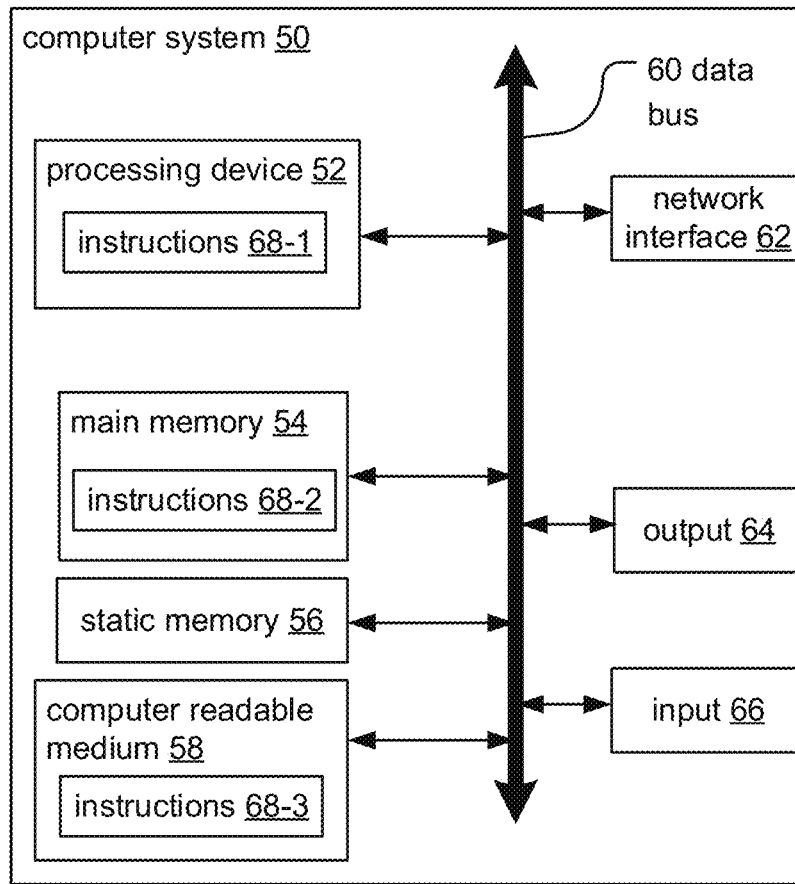 computer system 50
60 data
bus
processing device 52
instructions 68-1
network
interface 62
main memory 54
instructions 68-2
output 64
static memory 56
computer readable
medium 58
instructions 68-3
input 66